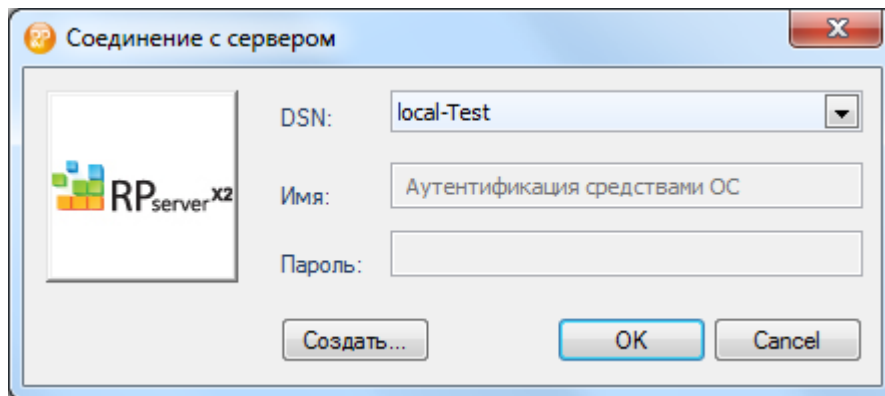 Соединение с сервером
RPserver X2
DSN: local-Test
Имя: Аутентификация средствами ОС
Пароль:
Создать... OK Cancel